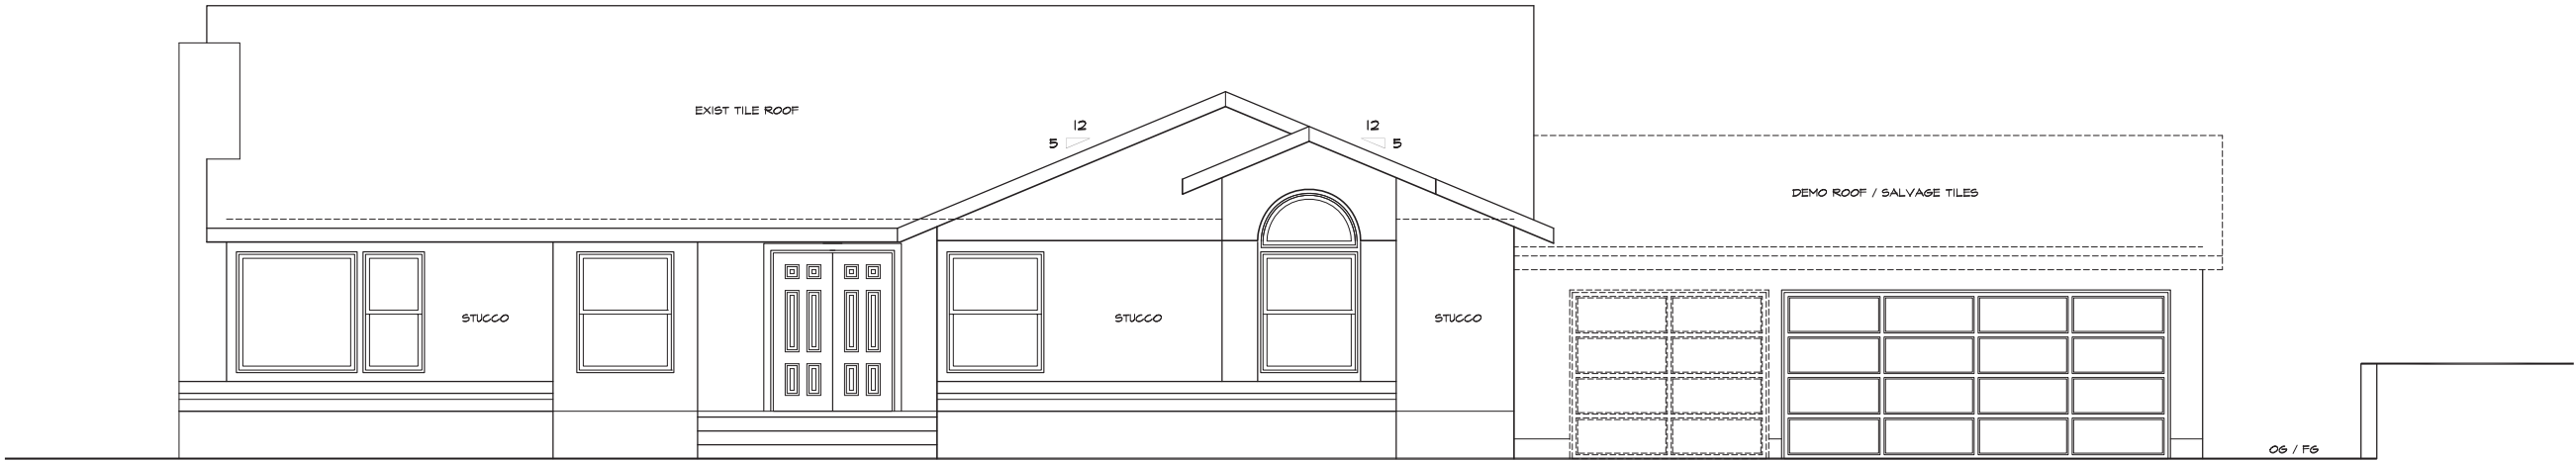 EXIST TILE ROOF
12
5
12
5
DEMO ROOF / SALVAGE TILES
STUCCO
STUCCO
STUCCO
OG / FG